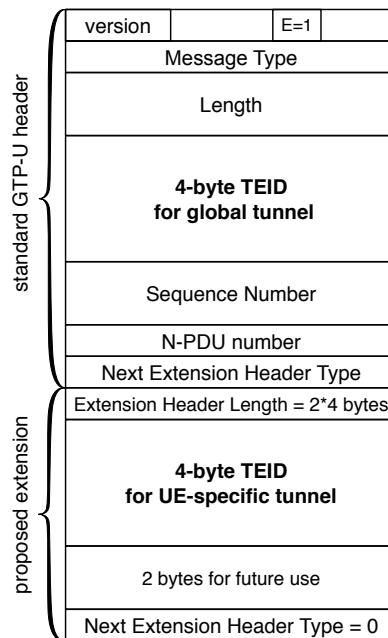 version E=1
Message Type
Length
4-byte TEID
for global tunnel
Sequence Number
N-PDU number
Next Extension Header Type
standard GTP-U header
Extension Header Length = 2*4 bytes
4-byte TEID
for UE-specific tunnel
2 bytes for future use
Next Extension Header Type = 0
proposed extension